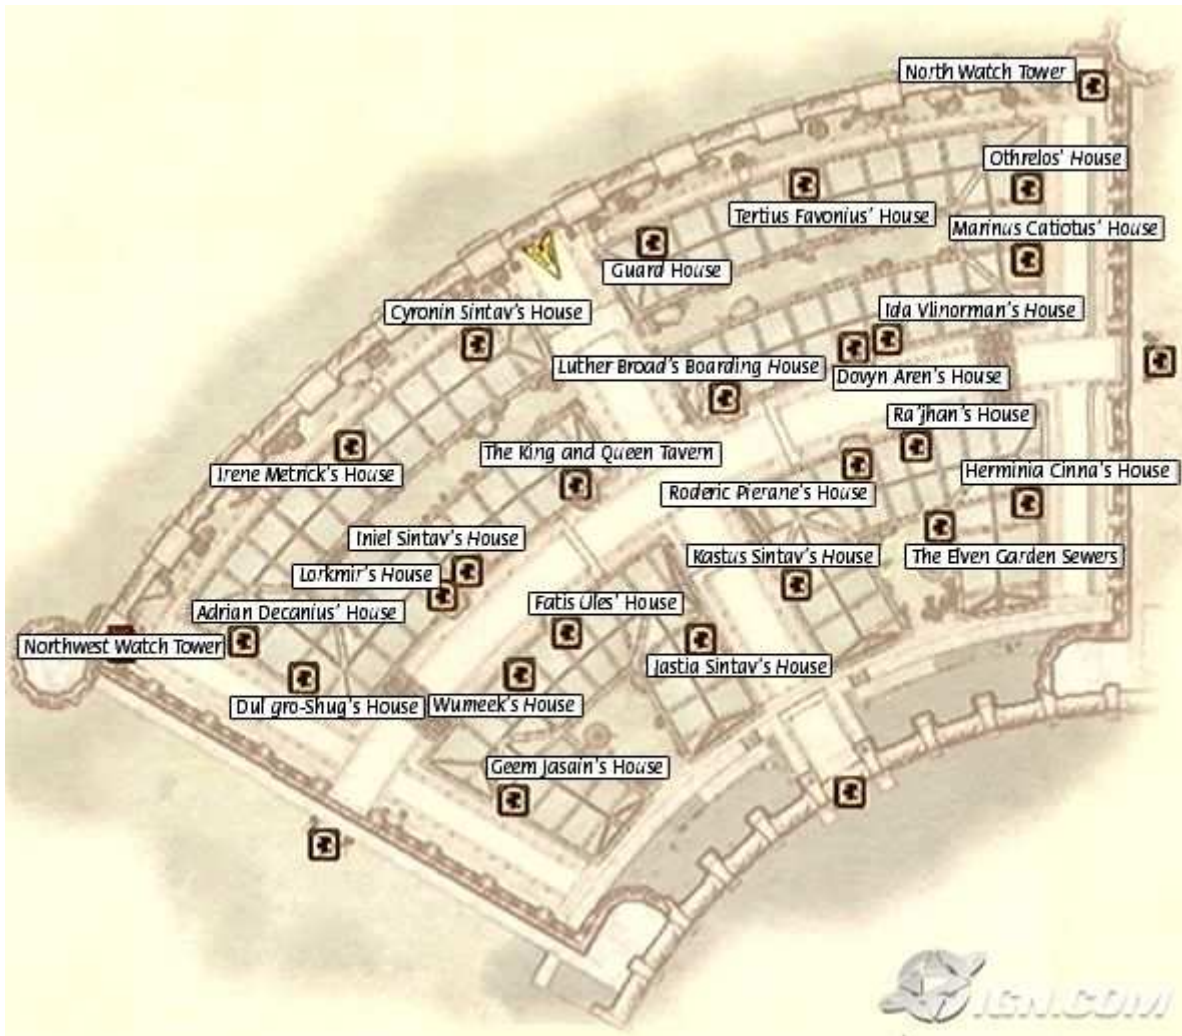 North Watch Tower
Othrelos' House
Tertius Favonius' House
Marinus Catiotus' House
Guard House
Cyronin Sintav's House
Ida Vlinorman's House
Luther Broad's Boarding House
Dovyn Aren's House
Ra'jhan's House
The King and Queen Tavern
Irene Metrick's House
Herminia Cinna's House
Roderic Pierane's House
Iniel Sintav's House
Kastus Sintav's House
The Elven Garden Sewers
Lorkmir's House
Fatis Ules' House
Adrian Decanius' House
Northwest Watch Tower
Jastia Sintav's House
Dul gro-Shug's House
Wumeek's House
Geem Jasain's House
IGN.COM